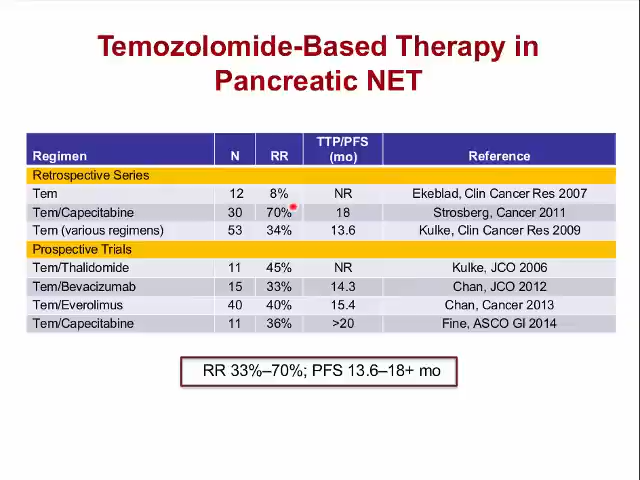 Temozolomide-Based Therapy in
Pancreatic NET
Regimen N RR TTP/PFS (mo) Reference
Retrospective Series
Tem 12 8% NR Ekeblad, Clin Cancer Res 2007
Tem/Capecitabine 30 70% 18 Strosberg, Cancer 2011
Tem (various regimens) 53 34% 13.6 Kulke, Clin Cancer Res 2009
Prospective Trials
Tem/Thalidomide 11 45% NR Kulke, JCO 2006
Tem/Bevacizumab 15 33% 14.3 Chan, JCO 2012
Tem/Everolimus 40 40% 15.4 Chan, Cancer 2013
Tem/Capecitabine 11 36% >20 Fine, ASCO GI 2014
RR 33%–70%; PFS 13.6–18+ mo